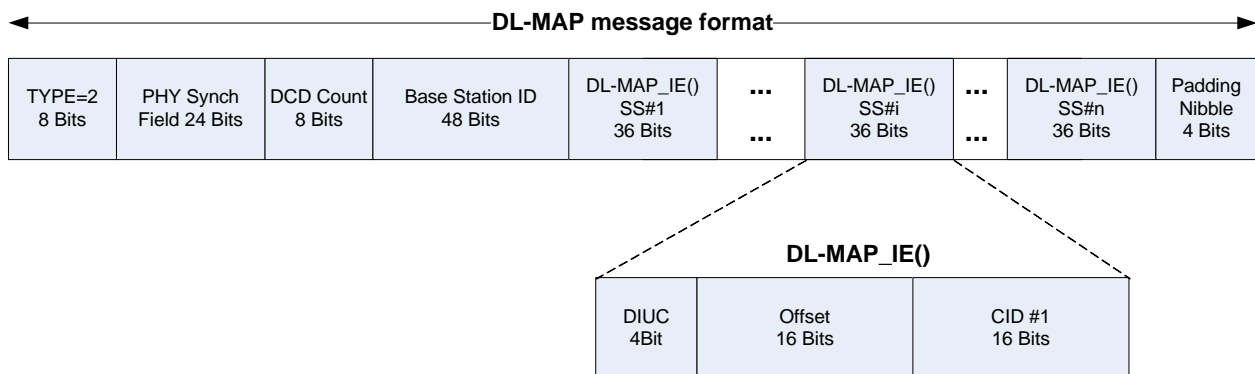 DL-MAP message format
TYPE=2
8 Bits
PHY Synch
Field 24 Bits
DCD Count
8 Bits
Base Station ID
48 Bits
DL-MAP_IE()
SS#1
36 Bits
...
...
DL-MAP_IE()
SS#i
36 Bits
...
...
DL-MAP_IE()
SS#n
36 Bits
Padding
Nibble
4 Bits
DL-MAP_IE()
DIUC
4Bit
Offset
16 Bits
CID #1
16 Bits